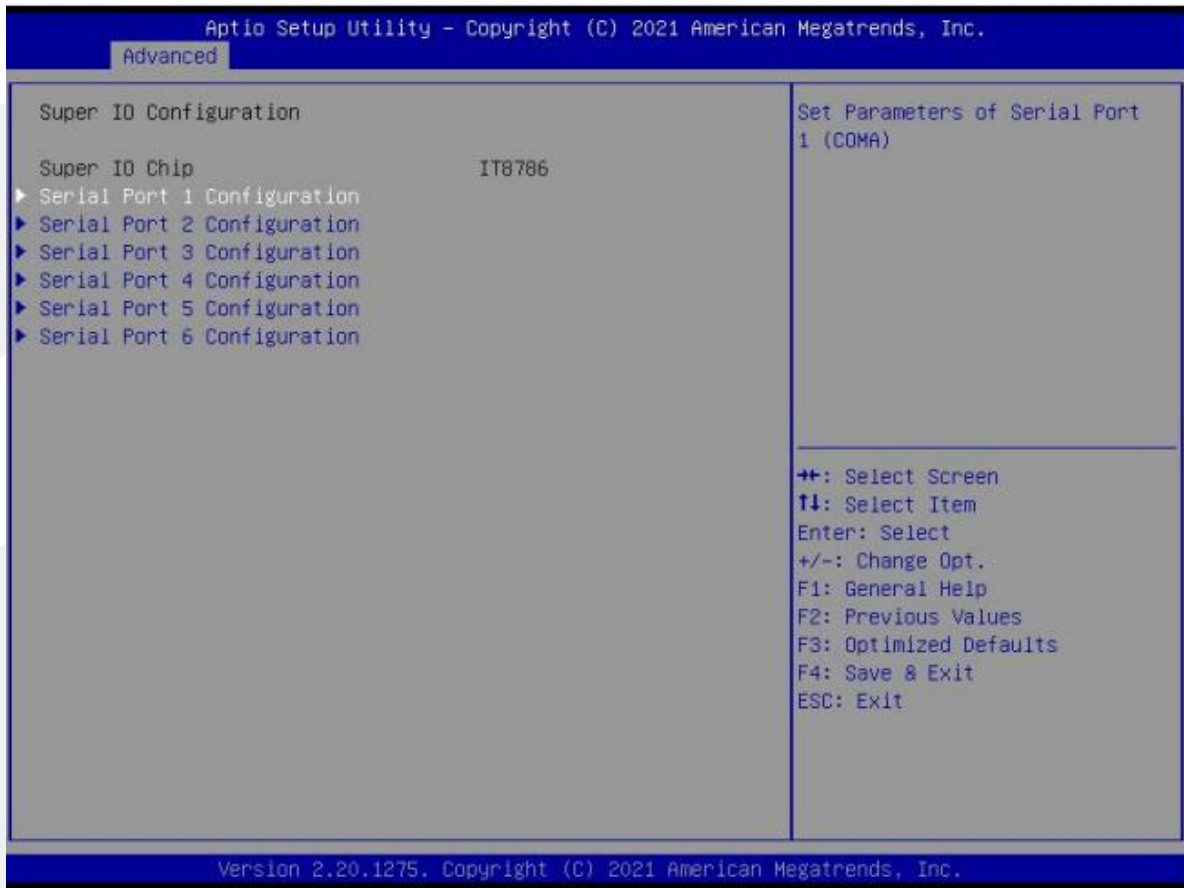 Aptio Setup Utility – Copyright (C) 2021 American Megatrends, Inc.
Advanced
Super IO Configuration
Super IO Chip IT8786
Serial Port 1 Configuration
Serial Port 2 Configuration
Serial Port 3 Configuration
Serial Port 4 Configuration
Serial Port 5 Configuration
Serial Port 6 Configuration
Set Parameters of Serial Port
1 (COMA)
→←: Select Screen
↑↓: Select Item
Enter: Select
+/-: Change Opt.
F1: General Help
F2: Previous Values
F3: Optimized Defaults
F4: Save & Exit
ESC: Exit
Version 2.20.1275. Copyright (C) 2021 American Megatrends, Inc.